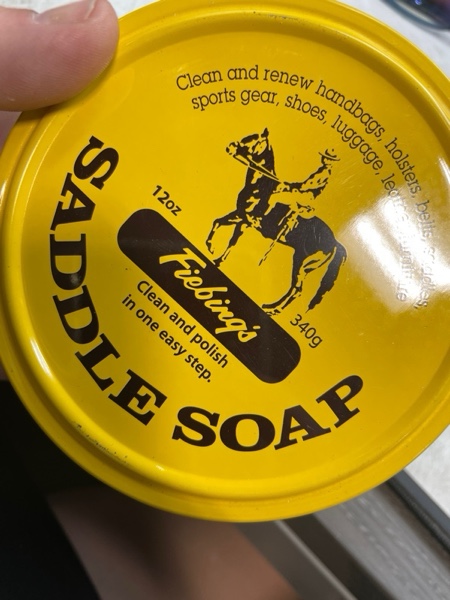 Clean and renew handbags, holsters, belts,
sports gear, shoes, luggage,
12oz
Fiebing's
340g
Clean and polish
in one easy step.
SADDLE SOAP